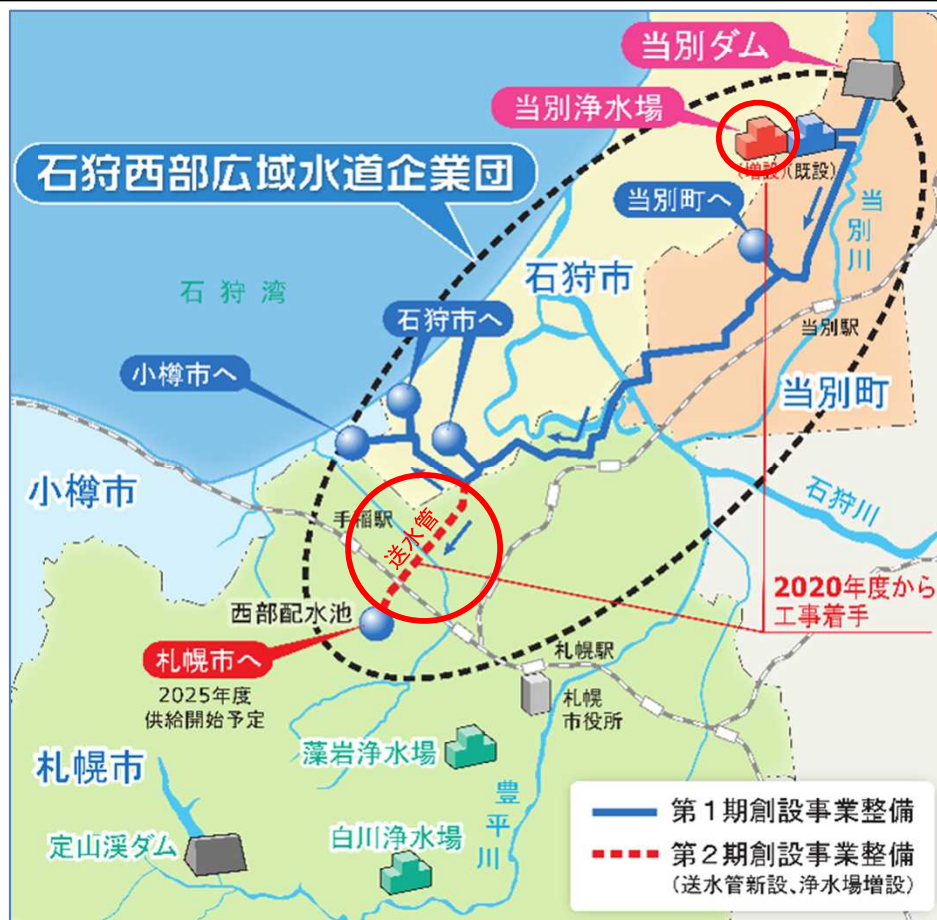 当別ダム
当別浄水場
石狩西部広域水道企業団
(増設)(既設)
当別町へ
当別川
石狩市
石狩湾
石狩市へ
当別駅
小樽市へ
当別町
小樽市
石狩川
手稲駅
送水管
2020年度から
工事着手
西部配水池
札幌市へ
2025年度
供給開始予定
札幌駅
札幌
市役所
藻岩浄水場
札幌市
豊平川
定山渓ダム
白川浄水場
第1期創設事業整備
第2期創設事業整備
(送水管新設、浄水場増設)